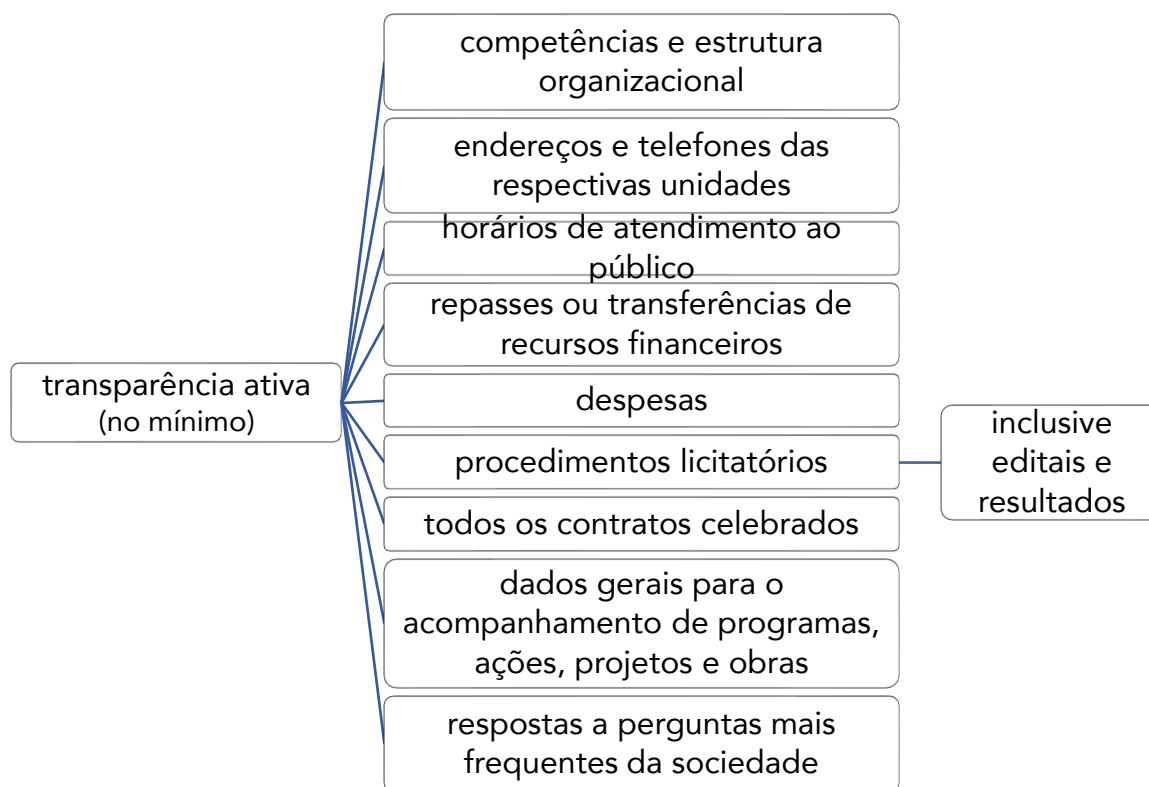 competências e estrutura
organizacional
endereços e telefones das
respectivas unidades
horários de atendimento ao
público
repasses ou transferências de
recursos financeiros
transparência ativa
(no mínimo)
despesas
procedimentos licitatórios
inclusive
editais e
resultados
todos os contratos celebrados
dados gerais para o
acompanhamento de programas,
ações, projetos e obras
respostas a perguntas mais
frequentes da sociedade